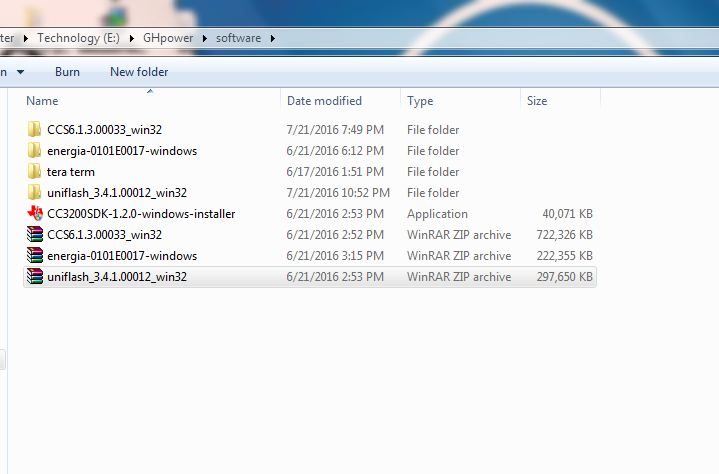 ter Technology (E:) GHpower software
n Burn New folder
Name Date modified Type Size
CCS6.1.3.00033_win32 7/21/2016 7:49 PM File folder
energia-0101E0017-windows 6/21/2016 6:12 PM File folder
tera term 6/17/2016 1:51 PM File folder
uniflash_3.4.1.00012_win32 7/21/2016 10:52 PM File folder
CC3200SDK-1.2.0-windows-installer 6/21/2016 2:53 PM Application 40,071 KB
CCS6.1.3.00033_win32 6/21/2016 2:52 PM WinRAR ZIP archive 722,326 KB
energia-0101E0017-windows 6/21/2016 3:15 PM WinRAR ZIP archive 222,355 KB
uniflash_3.4.1.00012_win32 6/21/2016 2:53 PM WinRAR ZIP archive 297,650 KB